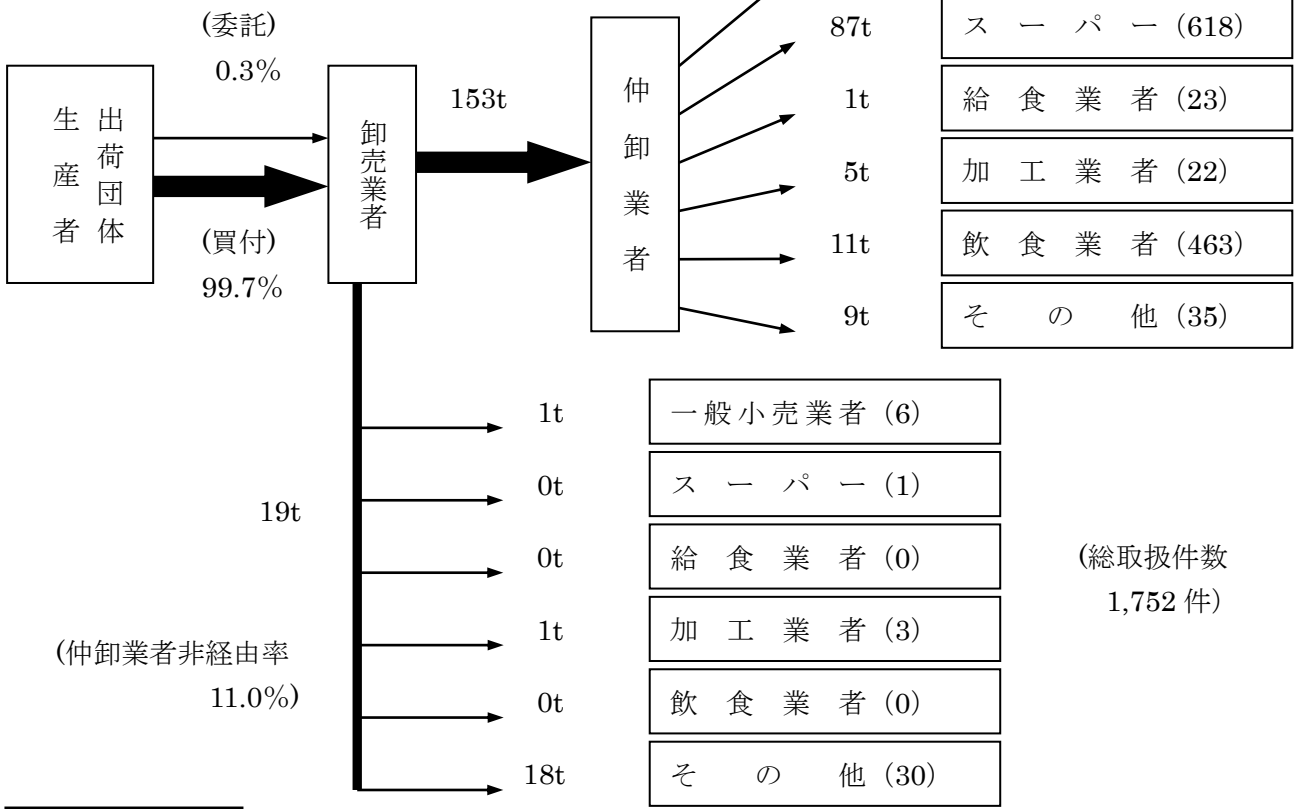 (委託)
0.3%
生産者
出荷団体
(買付)
99.7%
卸売業者
153t
仲卸業者
87t
スーパー (618)
1t
給食業者 (23)
5t
加工業者 (22)
11t
飲食業者 (463)
9t
その他 (35)
1t
一般小売業者 (6)
0t
スーパー (1)
19t
0t
給食業者 (0)
(総取扱件数
1,752 件)
1t
加工業者 (3)
(仲卸業者非経由率
11.0%)
0t
飲食業者 (0)
18t
その他 (30)